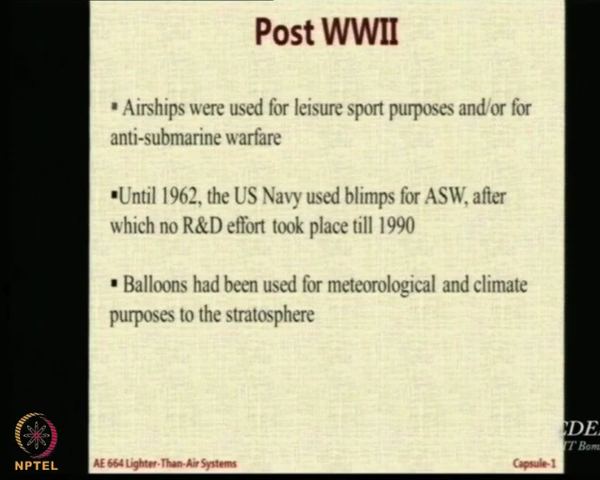 Post WWII
▪ Airships were used for leisure sport purposes and/or for
anti-submarine warfare
▪Until 1962, the US Navy used blimps for ASW, after
which no R&D effort took place till 1990
▪ Balloons had been used for meteorological and climate
purposes to the stratosphere
NPTEL
AE 664 Lighter-Than-Air Systems
Capsule-1